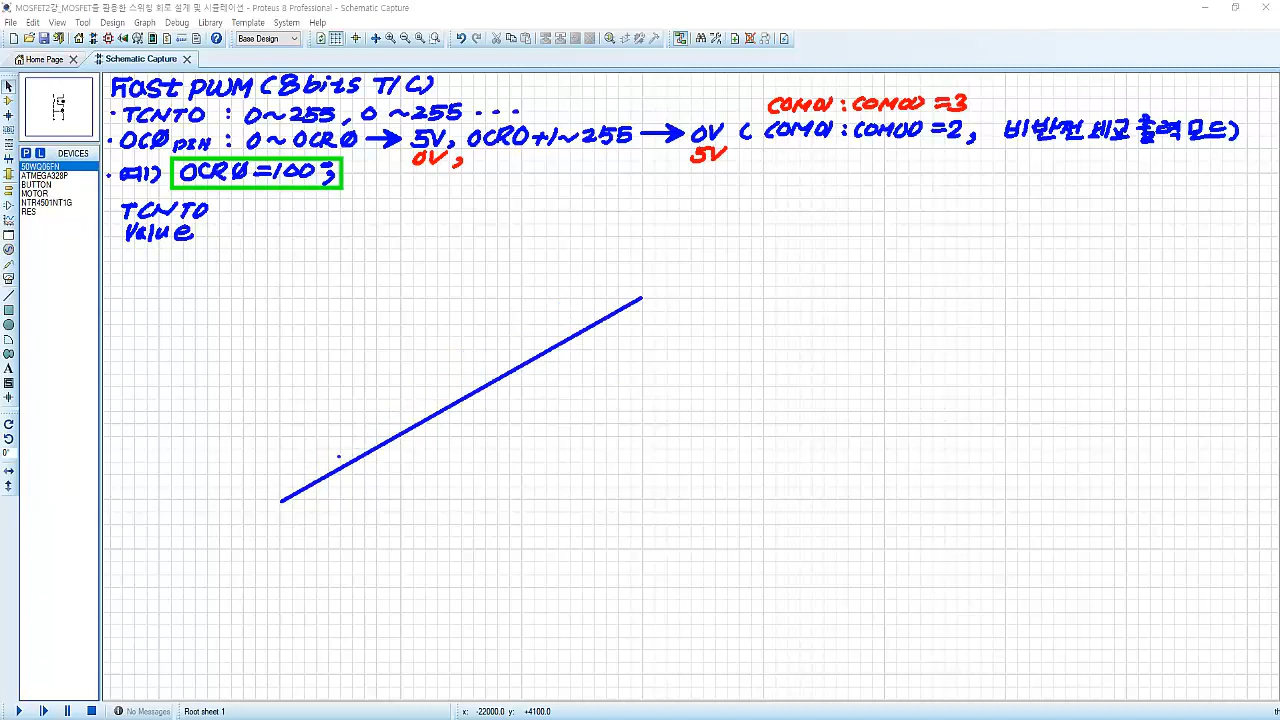 MOSFET2강_MOSFET을 활용한 스위칭 회로 설계 및 시뮬레이션 - Proteus 8 Professional - Schematic Capture
File Edit View Tool Design Graph Debug Library Template System Help
Base Design
Home Page Schematic Capture
Fast PWM (8bits T/C)
· TCNT0 : 0~255, 0~255 ···
COM01:COM00=3
· OC0 PIN : 0~OCR0 → 5V, OCR0+1~255 → 0V ( COM01:COM00=2, 비반전 비교 출력 모드)
0V, 5V
· 예1) OCR0=100;
TCNT0
Value
P L DEVICES
50WQ06FN
ATMEGA328P
BUTTON
MOTOR
NTR4501NT1G
RES
0°
No Messages Root sheet 1 x: -22000.0 y: +4100.0 th